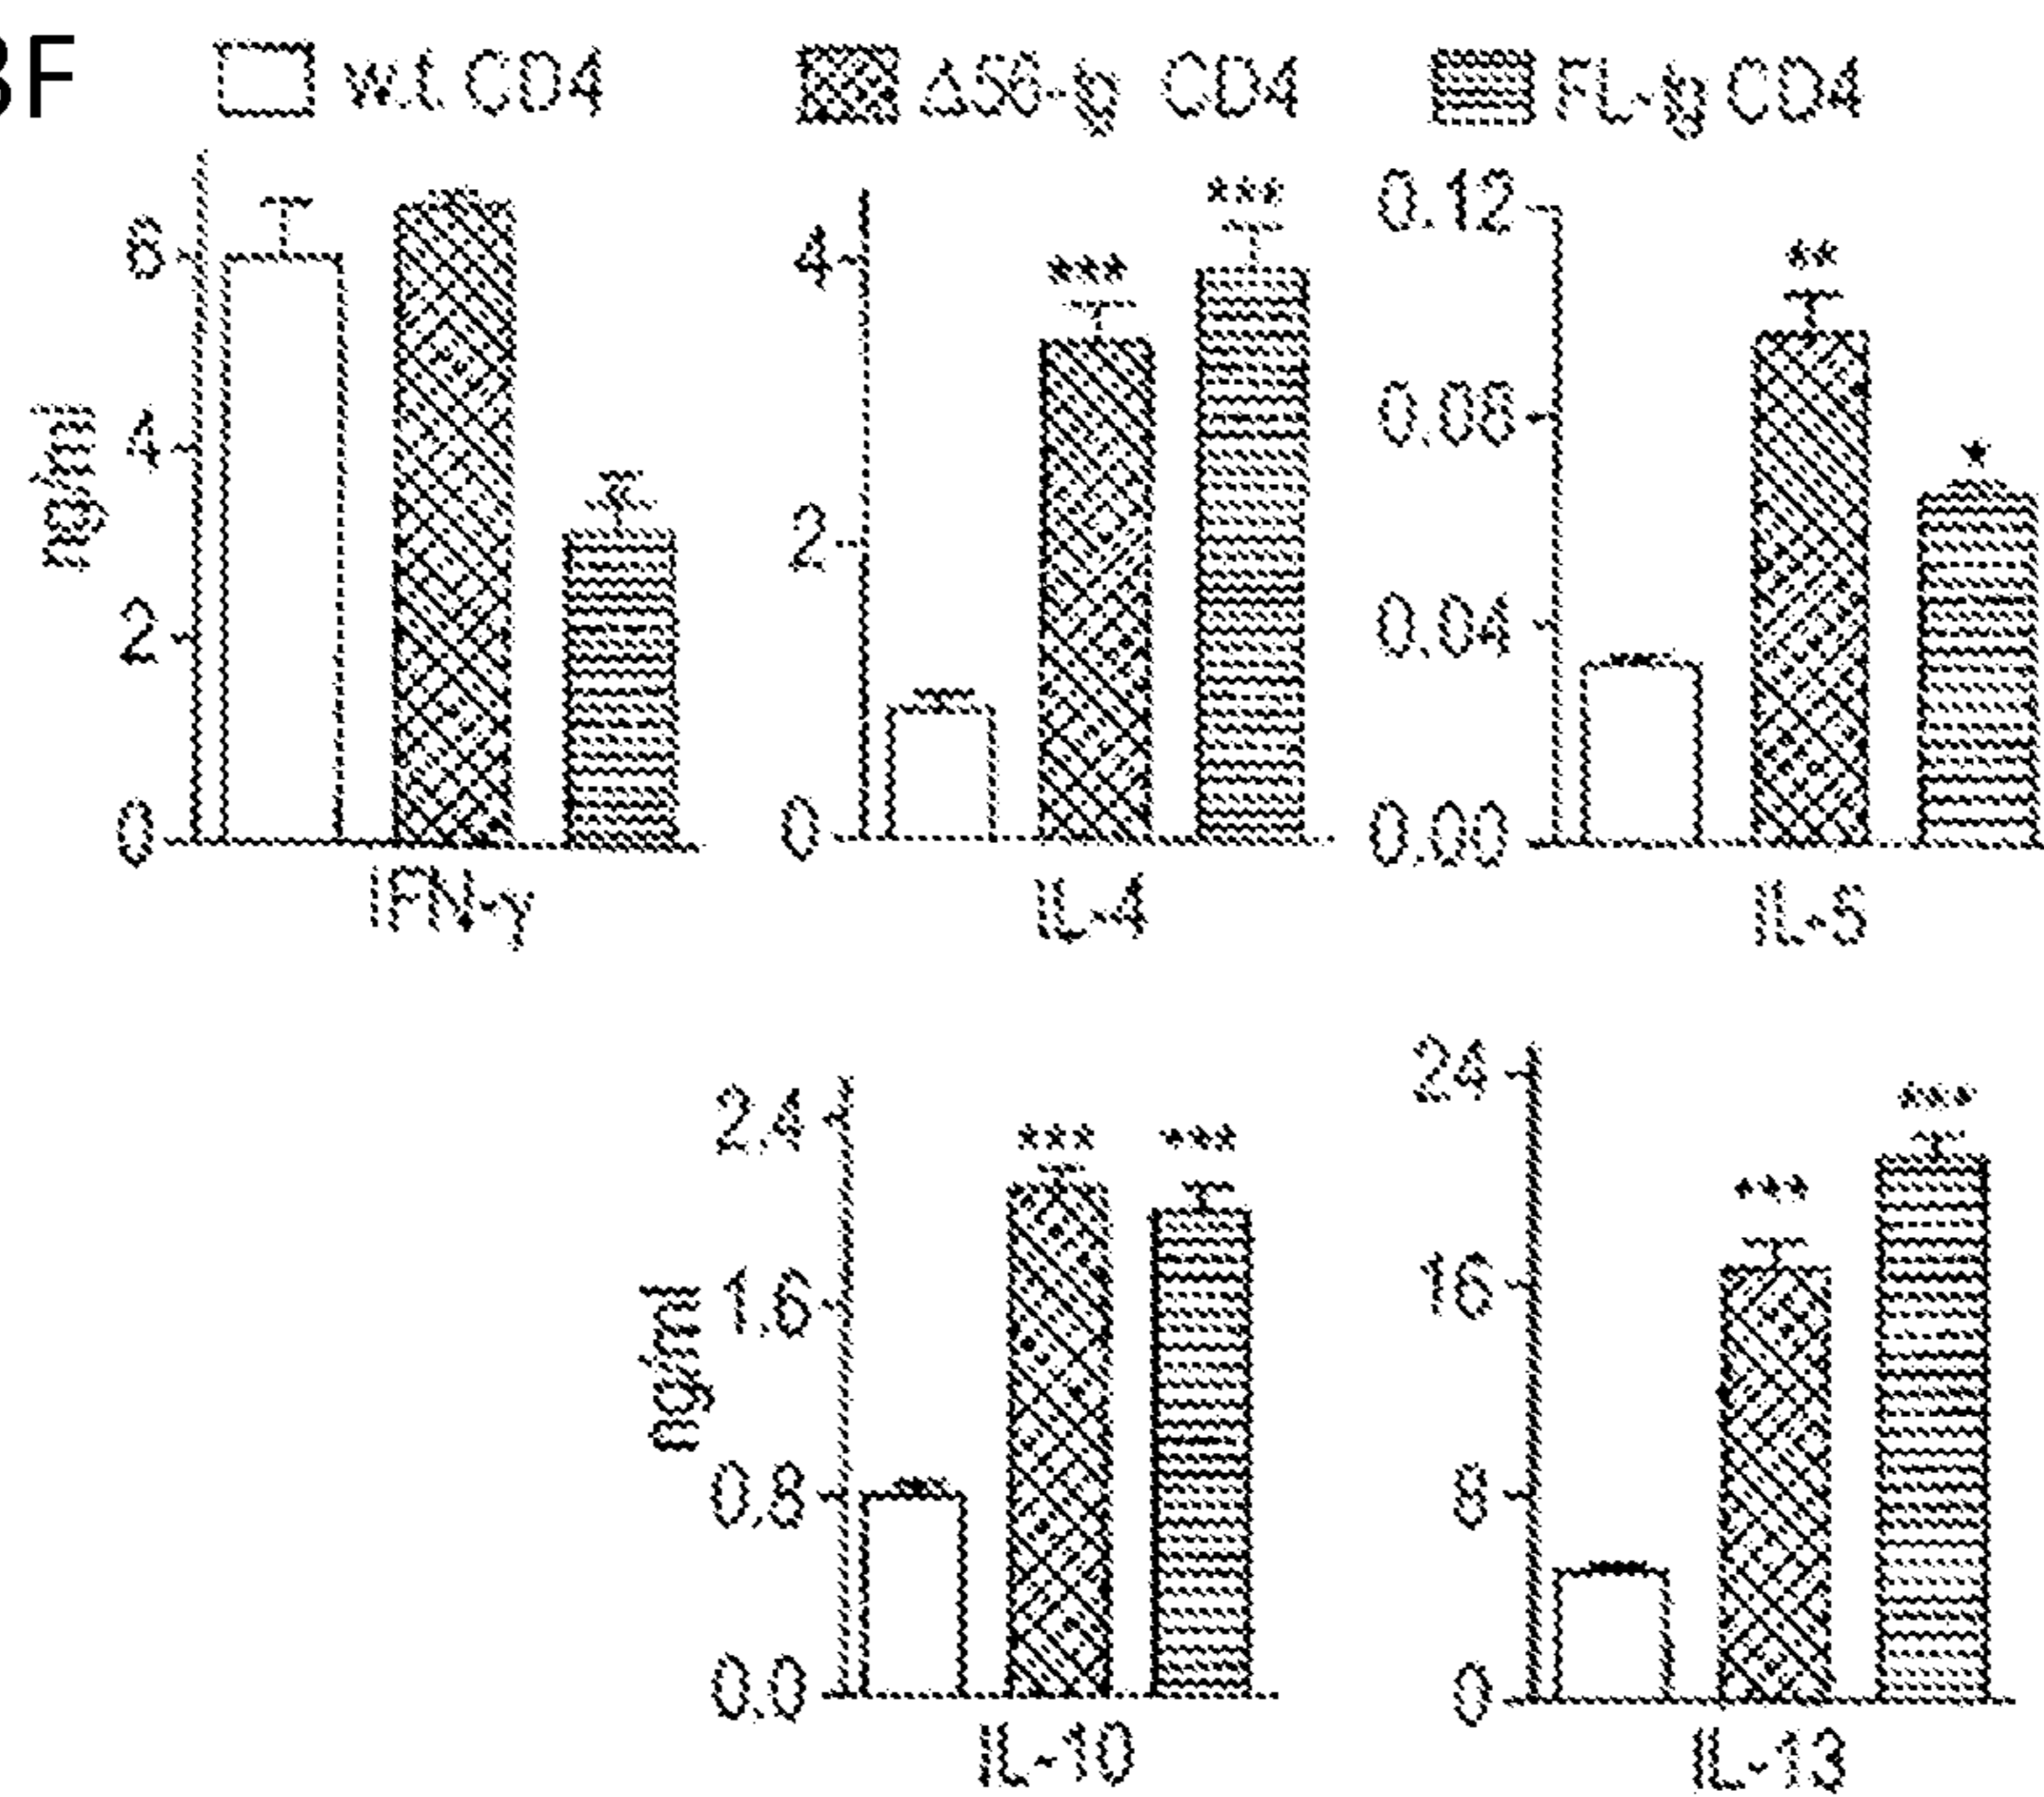 3F
w.t CD4 Δ56-tg CD4 FL-tg CD4
ng/ml
6
4
2
0
IFN-γ
***
***
4
2
0
IL-4
**
*
0.12
0.08
0.04
0.00
IL-5
ng/ml
*** ***
2.4
1.6
0.8
0.0
IL-10
***
***
24
16
8
0
IL-13